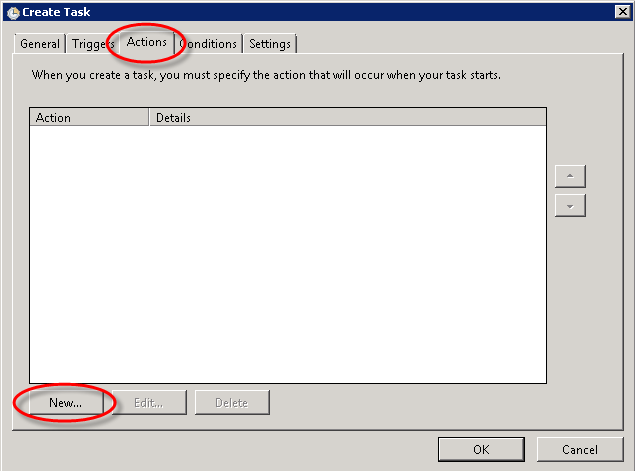 Create Task
General Triggers Actions Conditions Settings
When you create a task, you must specify the action that will occur when your task starts.
Action Details
New... Edit... Delete
OK Cancel